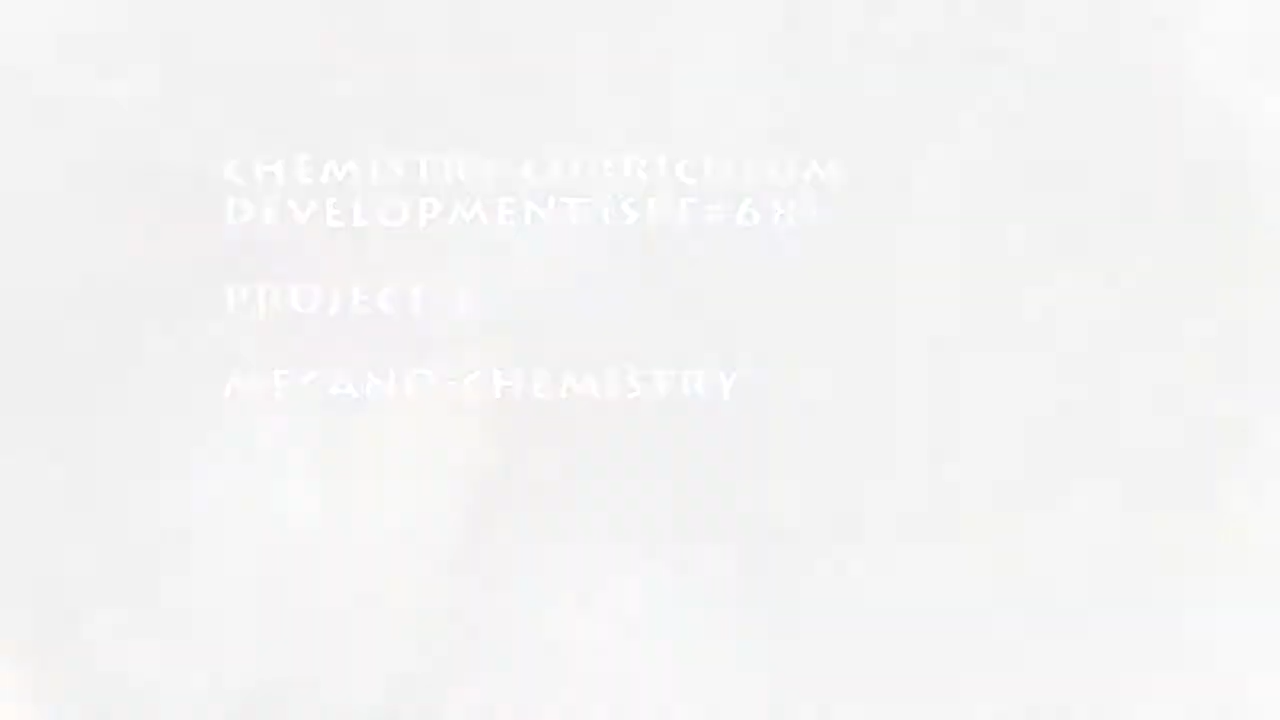 CHEMISTRY CURRICULUM
DEVELOPMENT
PROJECT
AND CHEMISTRY